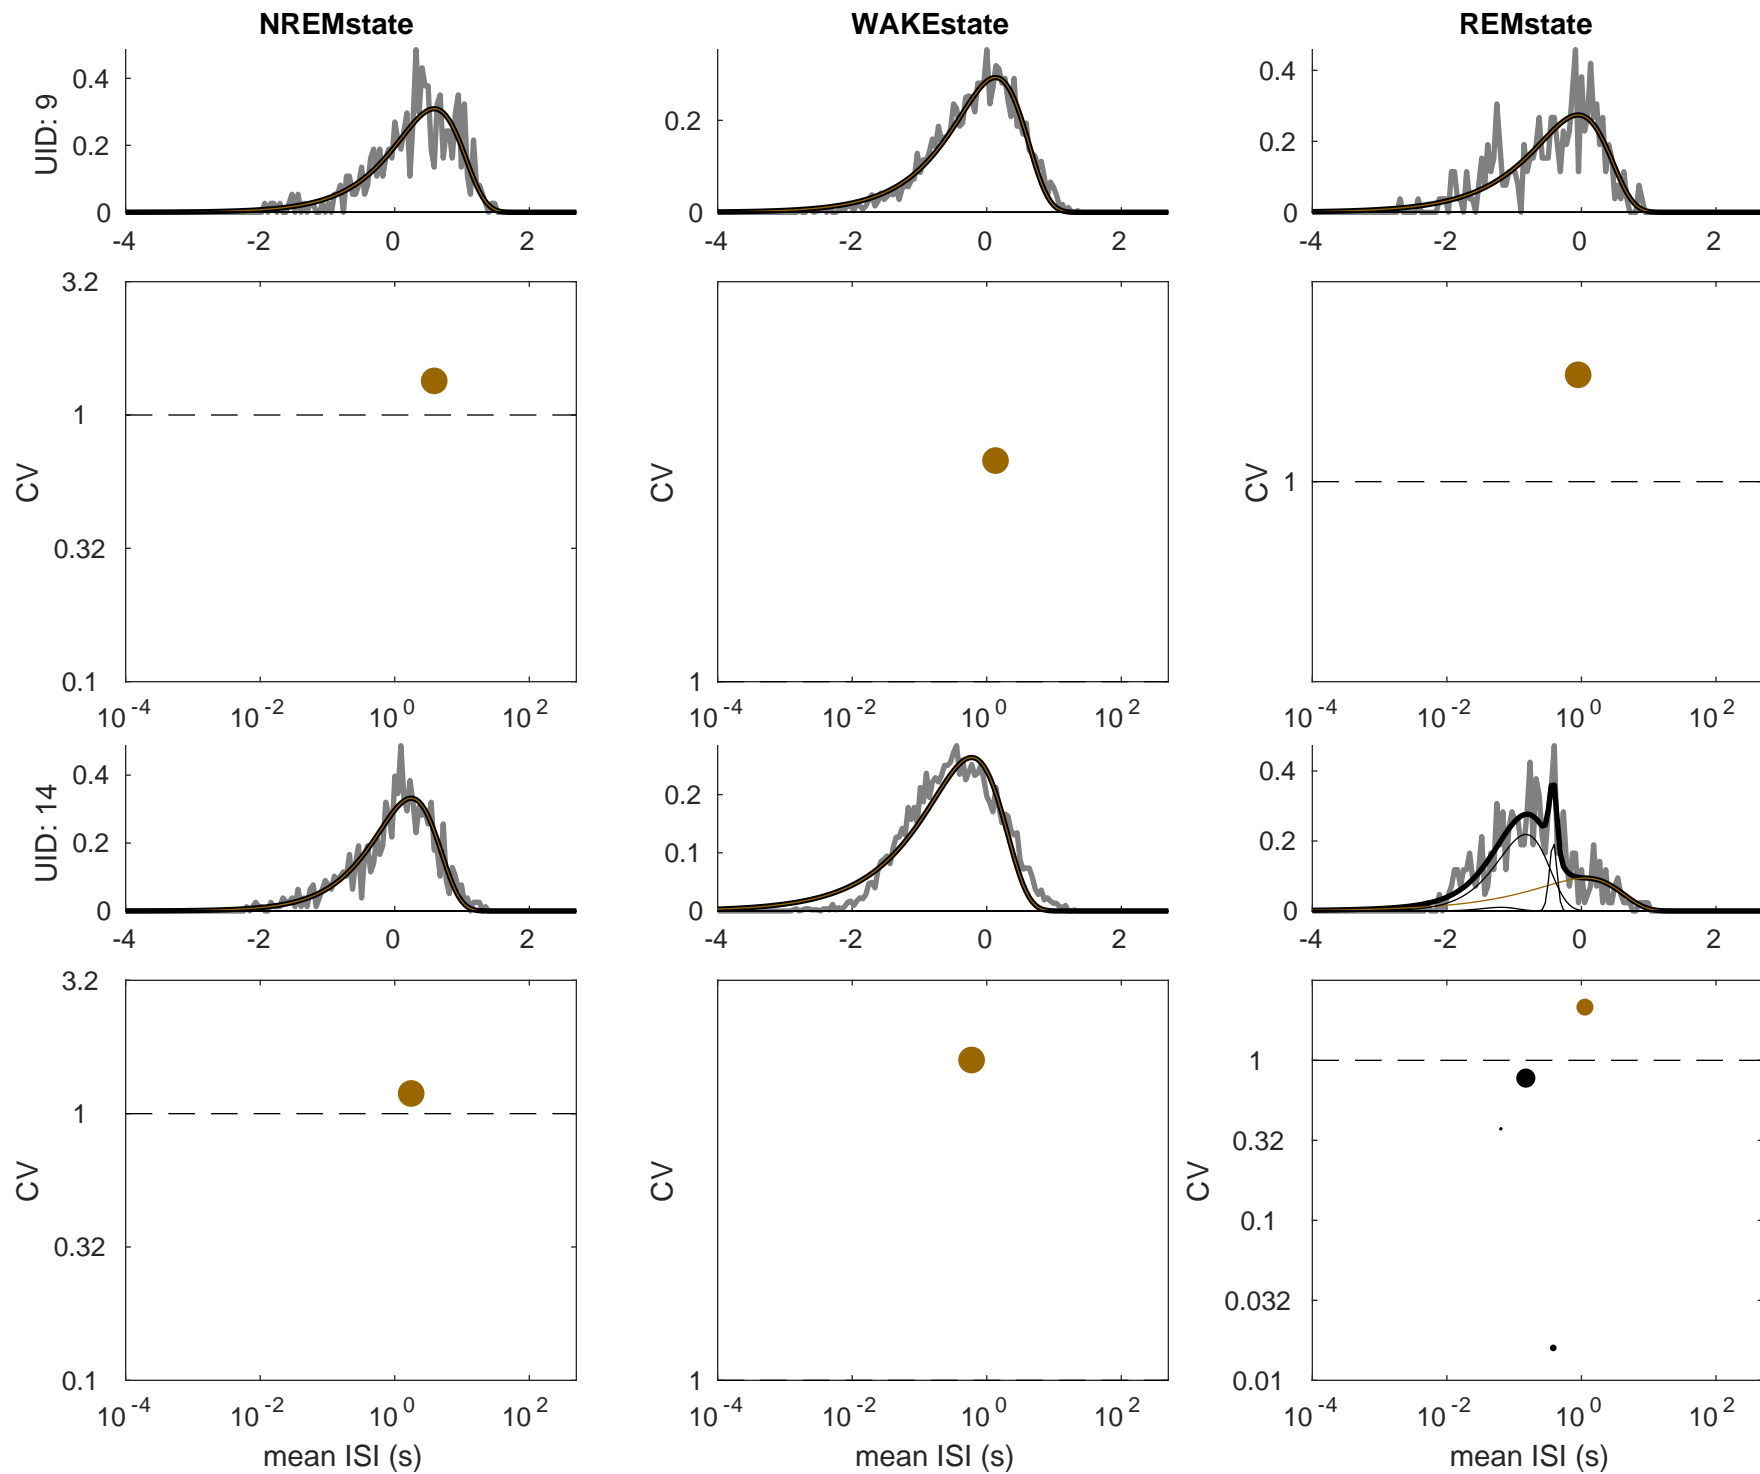 NREMstate WAKEstate REMstate
UID: 9
0.4 0.2 0
0.2 0
0.4 0.2 0
-4 -2 0 2
-4 -2 0 2
-4 -2 0 2
CV
3.2 1 0.32 0.1
CV
1
CV
1
10^-4 10^-2 10^0 10^2
10^-4 10^-2 10^0 10^2
10^-4 10^-2 10^0 10^2
UID: 14
0.4 0.2 0
0.2 0.1 0
0.4 0.2 0
-4 -2 0 2
-4 -2 0 2
-4 -2 0 2
CV
3.2 1 0.32 0.1
CV
1
CV
1 0.32 0.1 0.032 0.01
10^-4 10^-2 10^0 10^2
10^-4 10^-2 10^0 10^2
10^-4 10^-2 10^0 10^2
mean ISI (s) mean ISI (s) mean ISI (s)